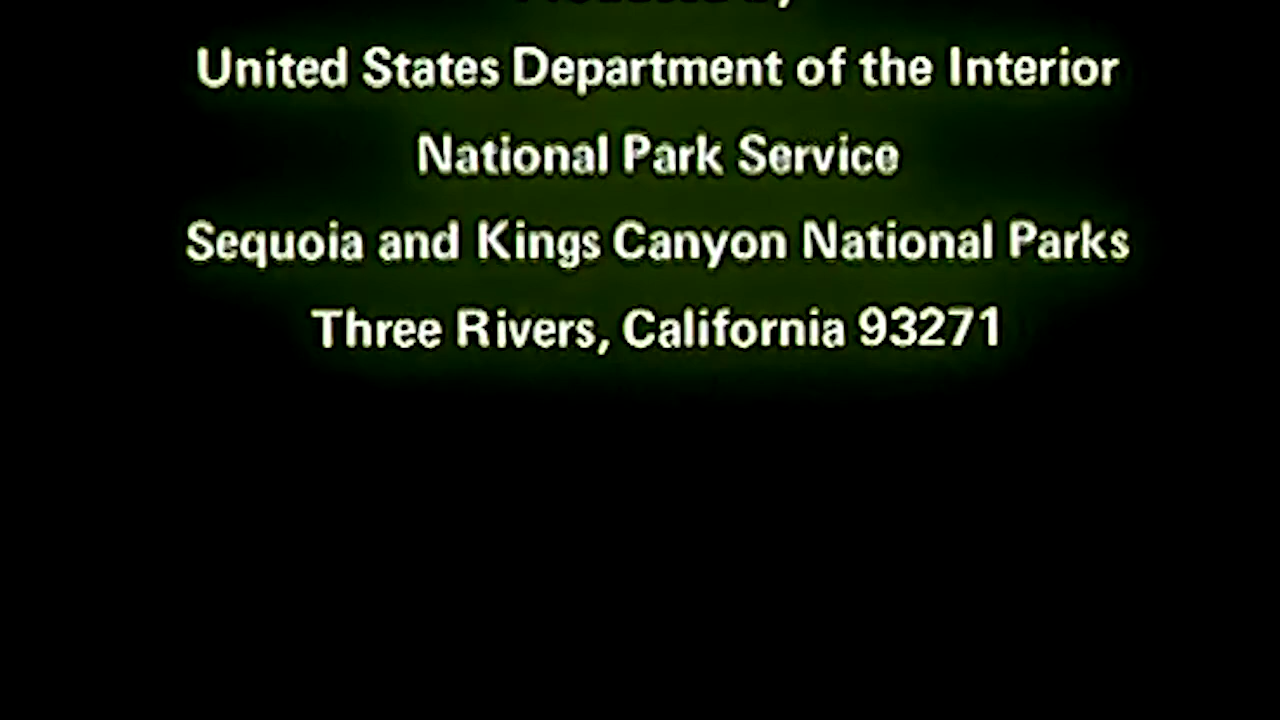 United States Department of the Interior
National Park Service
Sequoia and Kings Canyon National Parks
Three Rivers, California 93271